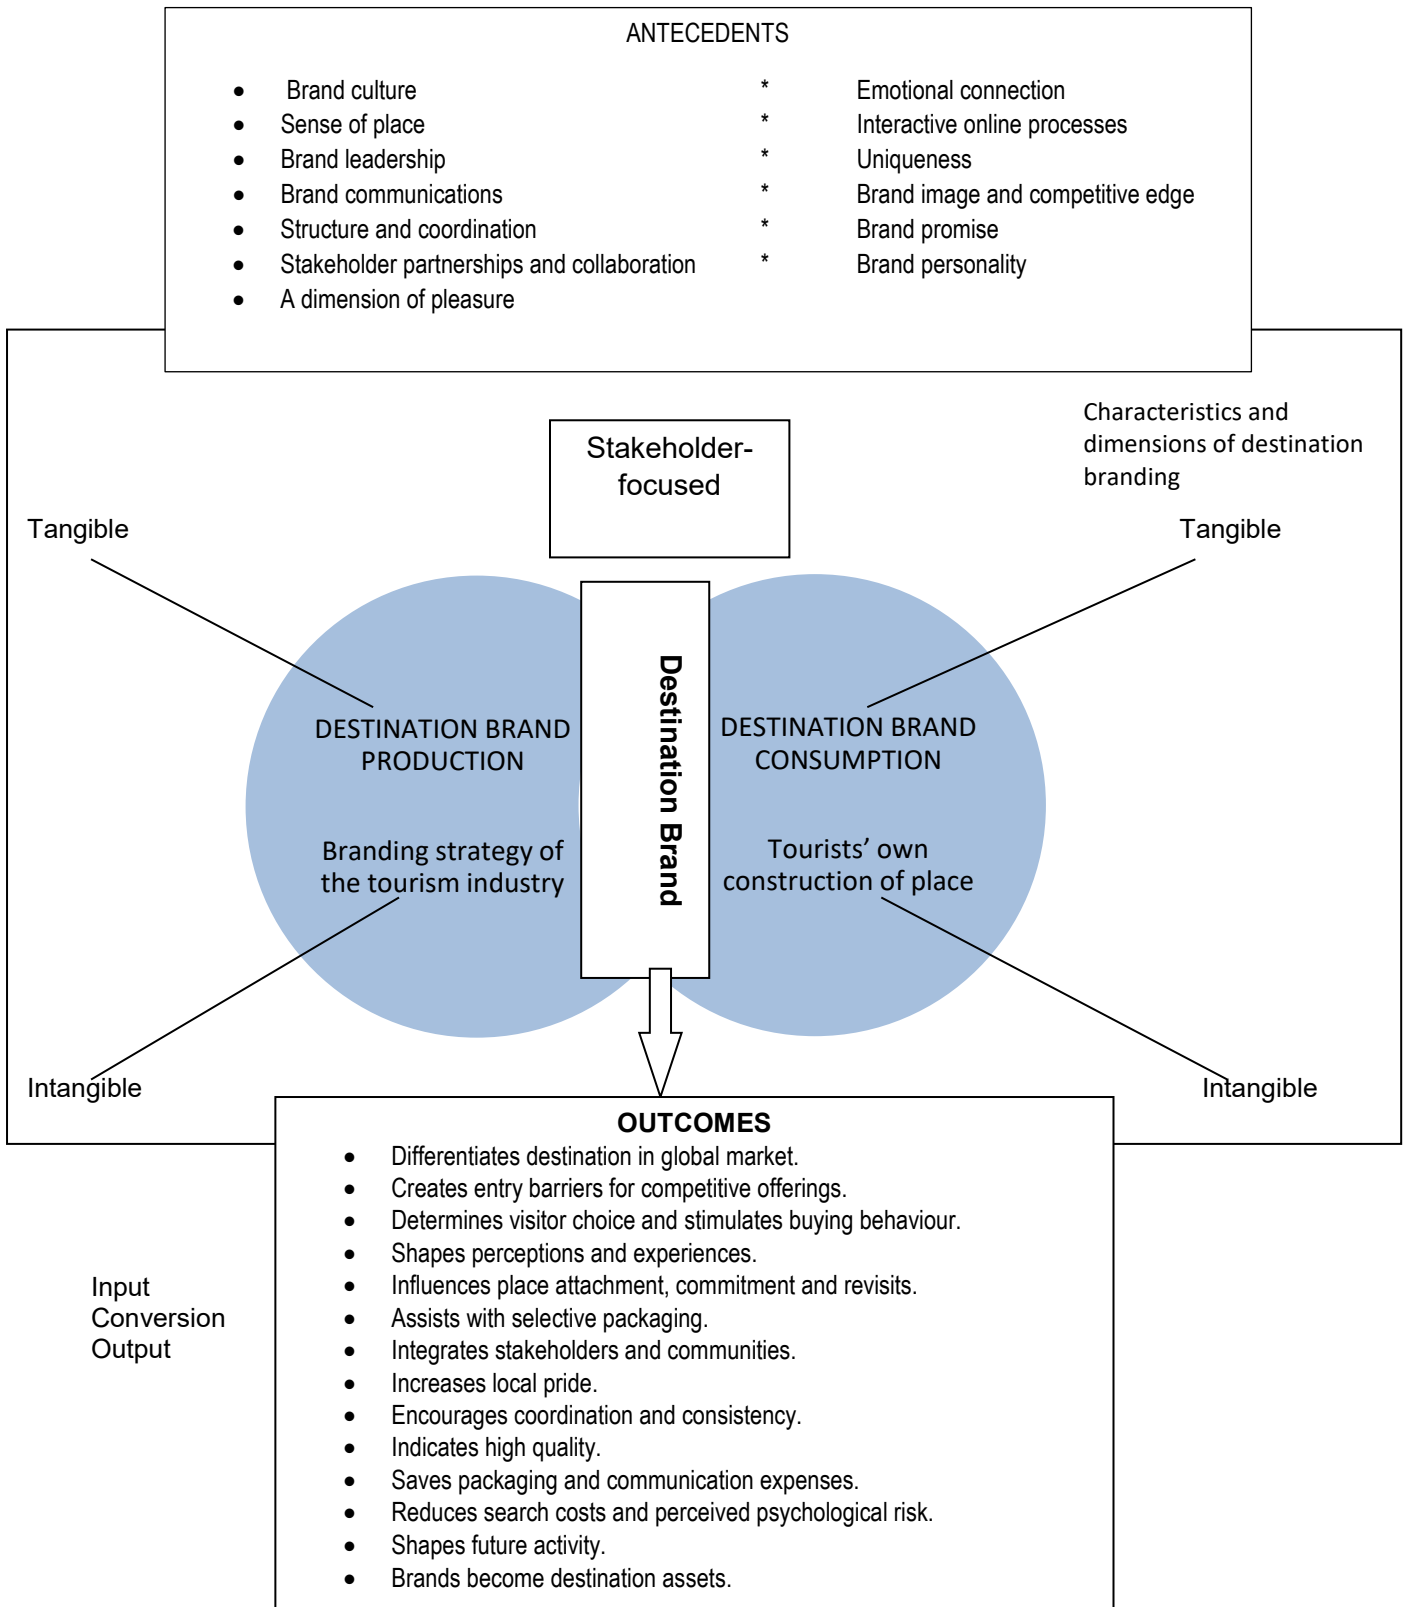 ANTECEDENTS
• Brand culture * Emotional connection
• Sense of place * Interactive online processes
• Brand leadership * Uniqueness
• Brand communications * Brand image and competitive edge
• Structure and coordination * Brand promise
• Stakeholder partnerships and collaboration * Brand personality
• A dimension of pleasure
Characteristics and
dimensions of destination
branding
Stakeholder-
focused
Tangible
Tangible
Destination Brand
DESTINATION BRAND
PRODUCTION
DESTINATION BRAND
CONSUMPTION
Branding strategy of
the tourism industry
Tourists’ own
construction of place
Intangible
Intangible
OUTCOMES
• Differentiates destination in global market.
• Creates entry barriers for competitive offerings.
• Determines visitor choice and stimulates buying behaviour.
• Shapes perceptions and experiences.
• Influences place attachment, commitment and revisits.
• Assists with selective packaging.
• Integrates stakeholders and communities.
• Increases local pride.
• Encourages coordination and consistency.
• Indicates high quality.
• Saves packaging and communication expenses.
• Reduces search costs and perceived psychological risk.
• Shapes future activity.
• Brands become destination assets.
Input
Conversion
Output